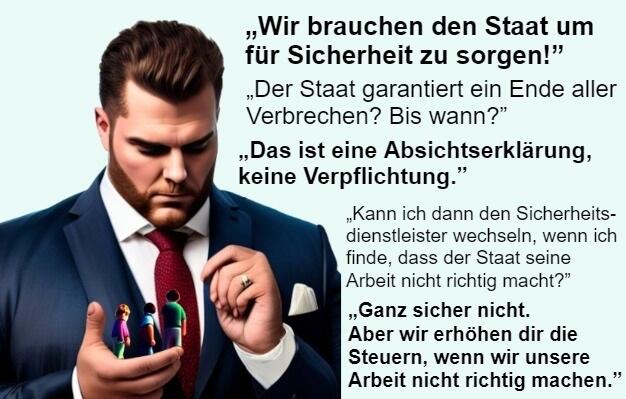 „Wir brauchen den Staat um
für Sicherheit zu sorgen!”
„Der Staat garantiert ein Ende aller
Verbrechen? Bis wann?”
„Das ist eine Absichtserklärung,
keine Verpflichtung.”
„Kann ich dann den Sicherheits-
dienstleister wechseln, wenn ich
finde, dass der Staat seine
Arbeit nicht richtig macht?”
„Ganz sicher nicht.
Aber wir erhöhen dir die
Steuern, wenn wir unsere
Arbeit nicht richtig machen.”